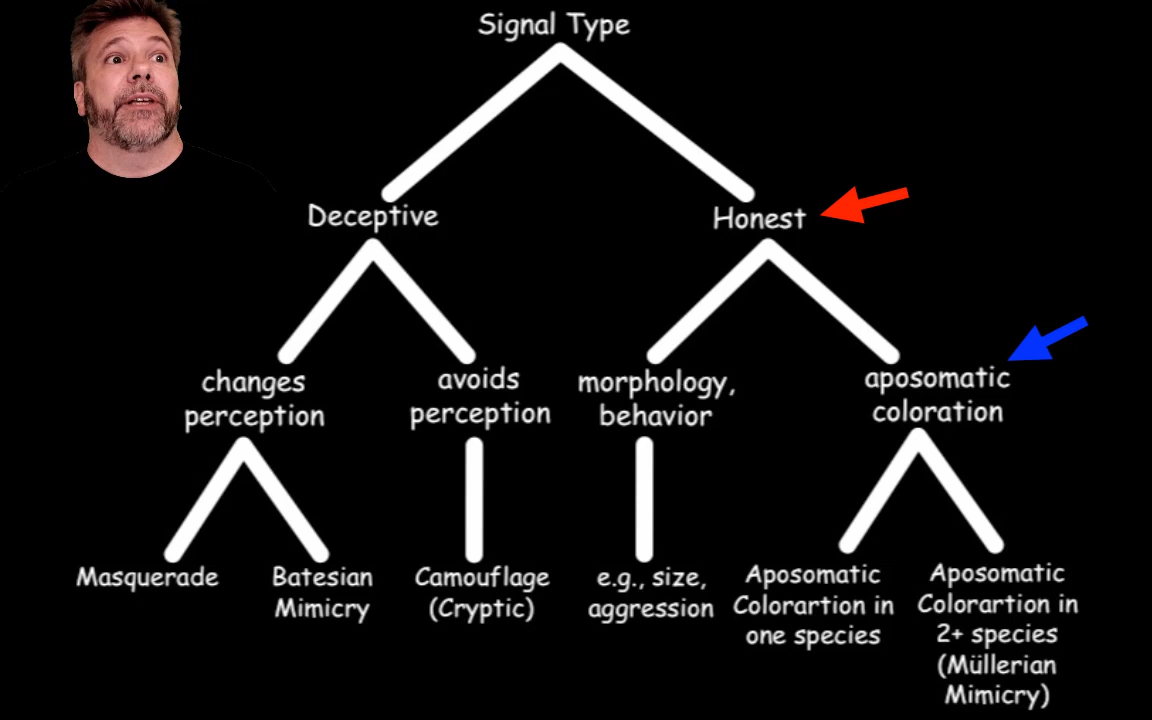 Signal Type
Deceptive
Honest
changes
perception
avoids
perception
morphology,
behavior
aposomatic
coloration
Masquerade
Batesian
Mimicry
Camouflage
(Cryptic)
e.g., size,
aggression
Aposomatic
Colorartion in
one species
Aposomatic
Colorartion in
2+ species
(Müllerian
Mimicry)